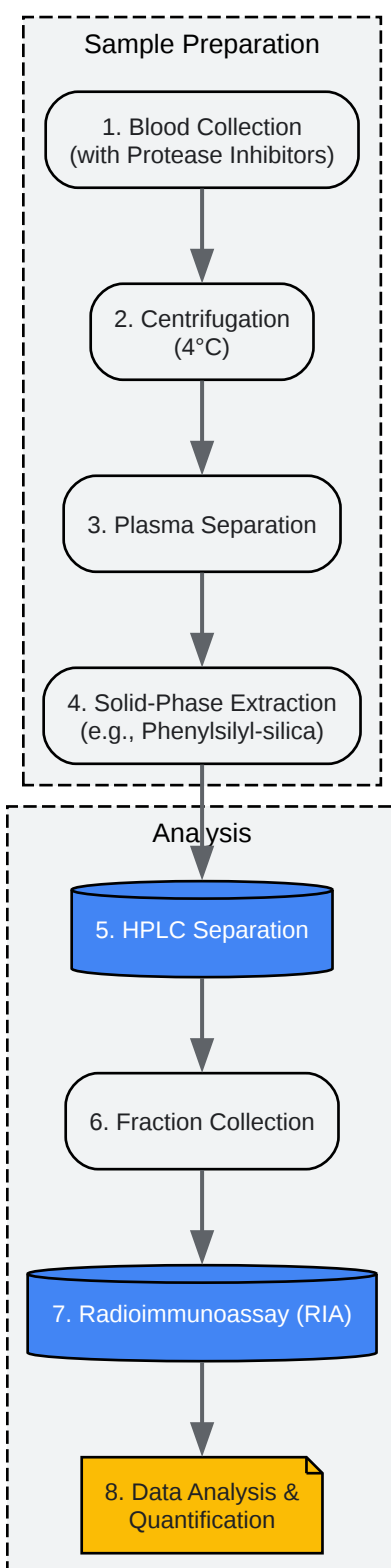 Sample Preparation
1. Blood Collection
(with Protease Inhibitors)
2. Centrifugation
(4°C)
3. Plasma Separation
4. Solid-Phase Extraction
(e.g., Phenylsilyl-silica)
Analysis
5. HPLC Separation
6. Fraction Collection
7. Radioimmunoassay (RIA)
8. Data Analysis &
Quantification